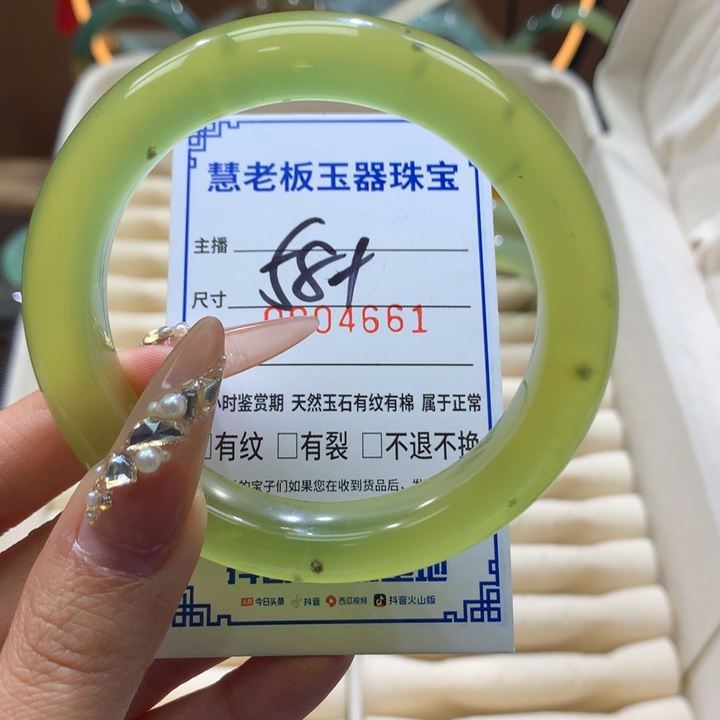 慧老板玉器珠宝
主播
尺寸
0004661
小时鉴赏期 天然玉石有纹有棉 属于正常
□有纹 □有裂 □不退不换
的宝子们如果您在收到货品后,发
今日头条 抖音 西瓜视频 抖音火山版